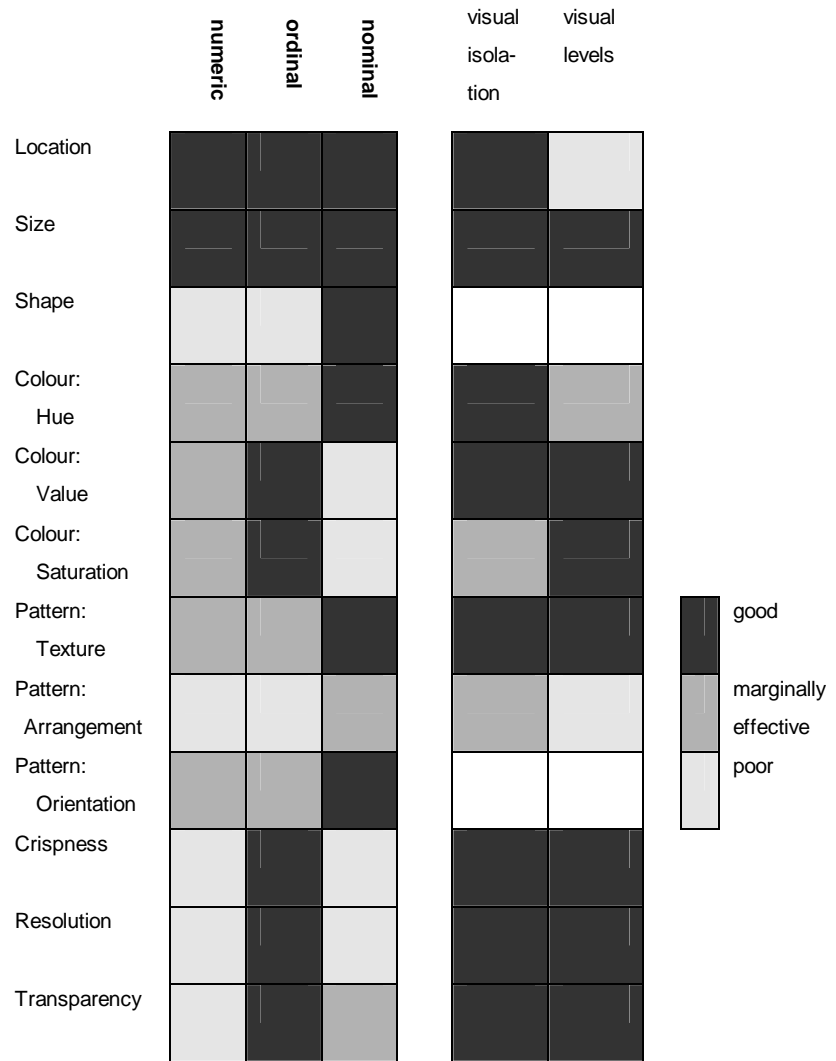 numeric
ordinal
nominal
visual
isola-
tion
visual
levels
Location
Size
Shape
Colour:
Hue
Colour:
Value
Colour:
Saturation
Pattern:
Texture
Pattern:
Arrangement
Pattern:
Orientation
Crispness
Resolution
Transparency
good
marginally
effective
poor